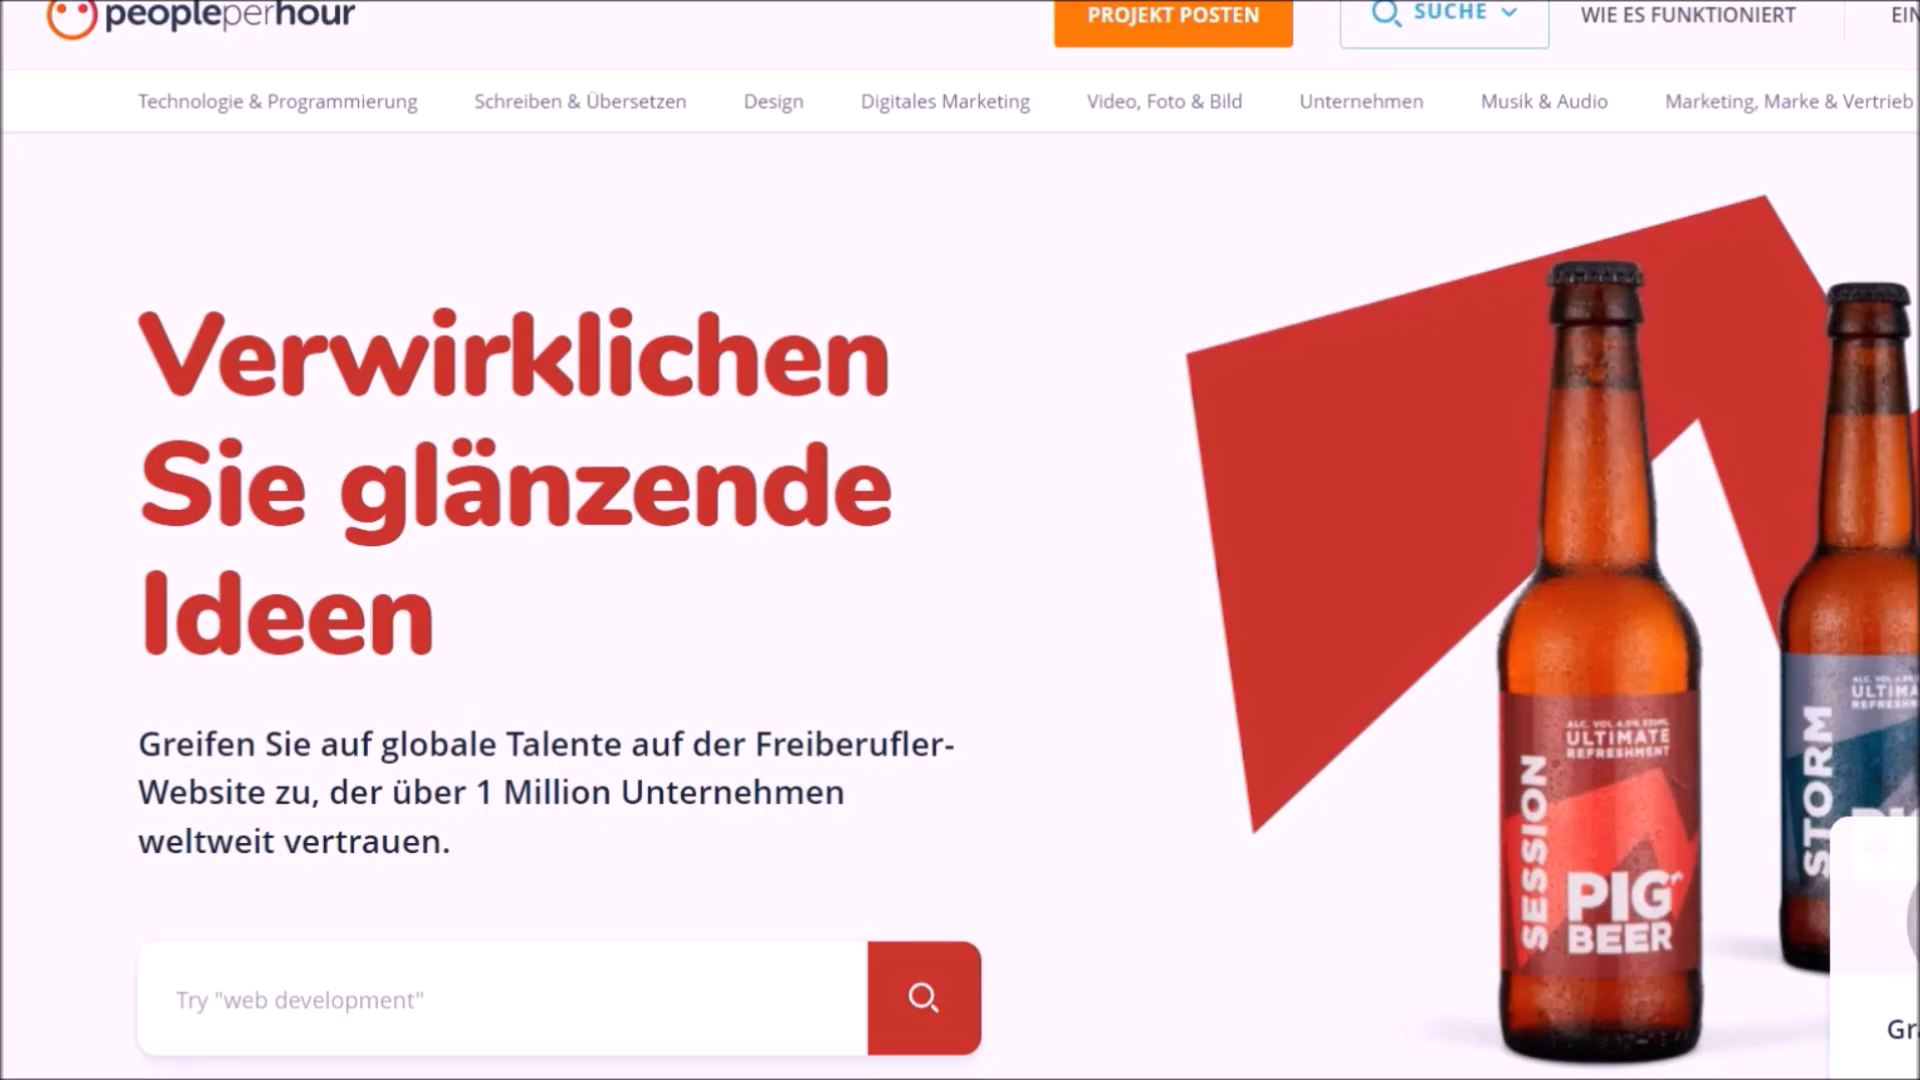 peopleperhour
PROJEKT POSTEN
SUCHE
WIE ES FUNKTIONIERT
Technologie & Programmierung
Schreiben & Übersetzen
Design
Digitales Marketing
Video, Foto & Bild
Unternehmen
Musik & Audio
Marketing, Marke & Vertrieb
Verwirklichen
Sie glänzende
Ideen
Greifen Sie auf globale Talente auf der Freiberufler-
Website zu, der über 1 Million Unternehmen
weltweit vertrauen.
Try "web development"
ULTIMATE
REFRESHMENT
SESSION
PIG
BEER
STORM